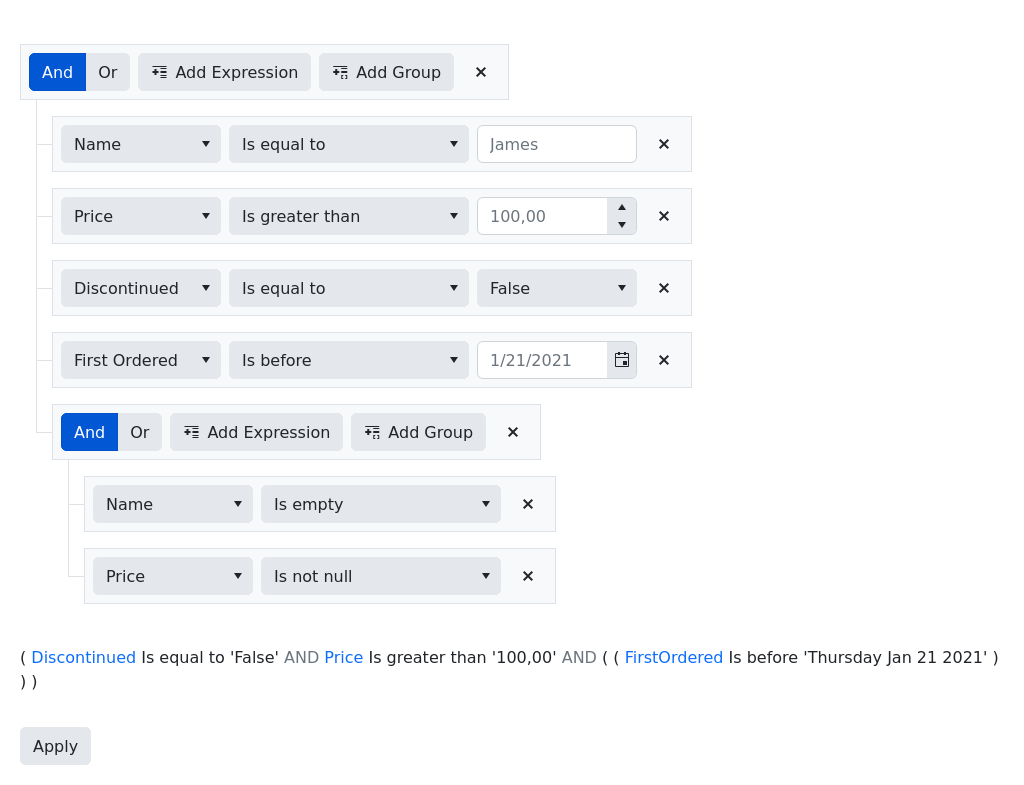 And Or Add Expression Add Group
Name Is equal to James
Price Is greater than 100,00
Discontinued Is equal to False
First Ordered Is before 1/21/2021
And Or Add Expression Add Group
Name Is empty
Price Is not null
( Discontinued Is equal to 'False' AND Price Is greater than '100,00' AND ( ( FirstOrdered Is before 'Thursday Jan 21 2021' )
) )
Apply